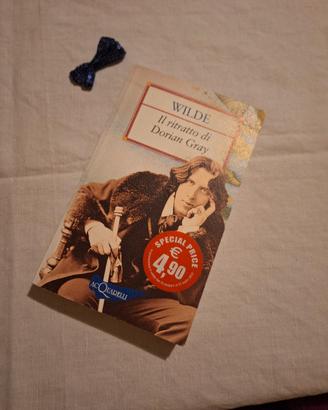 WILDE
Il ritratto di
Dorian Gray
SPECIAL PRICE
€
4,90
ACQUARELLI